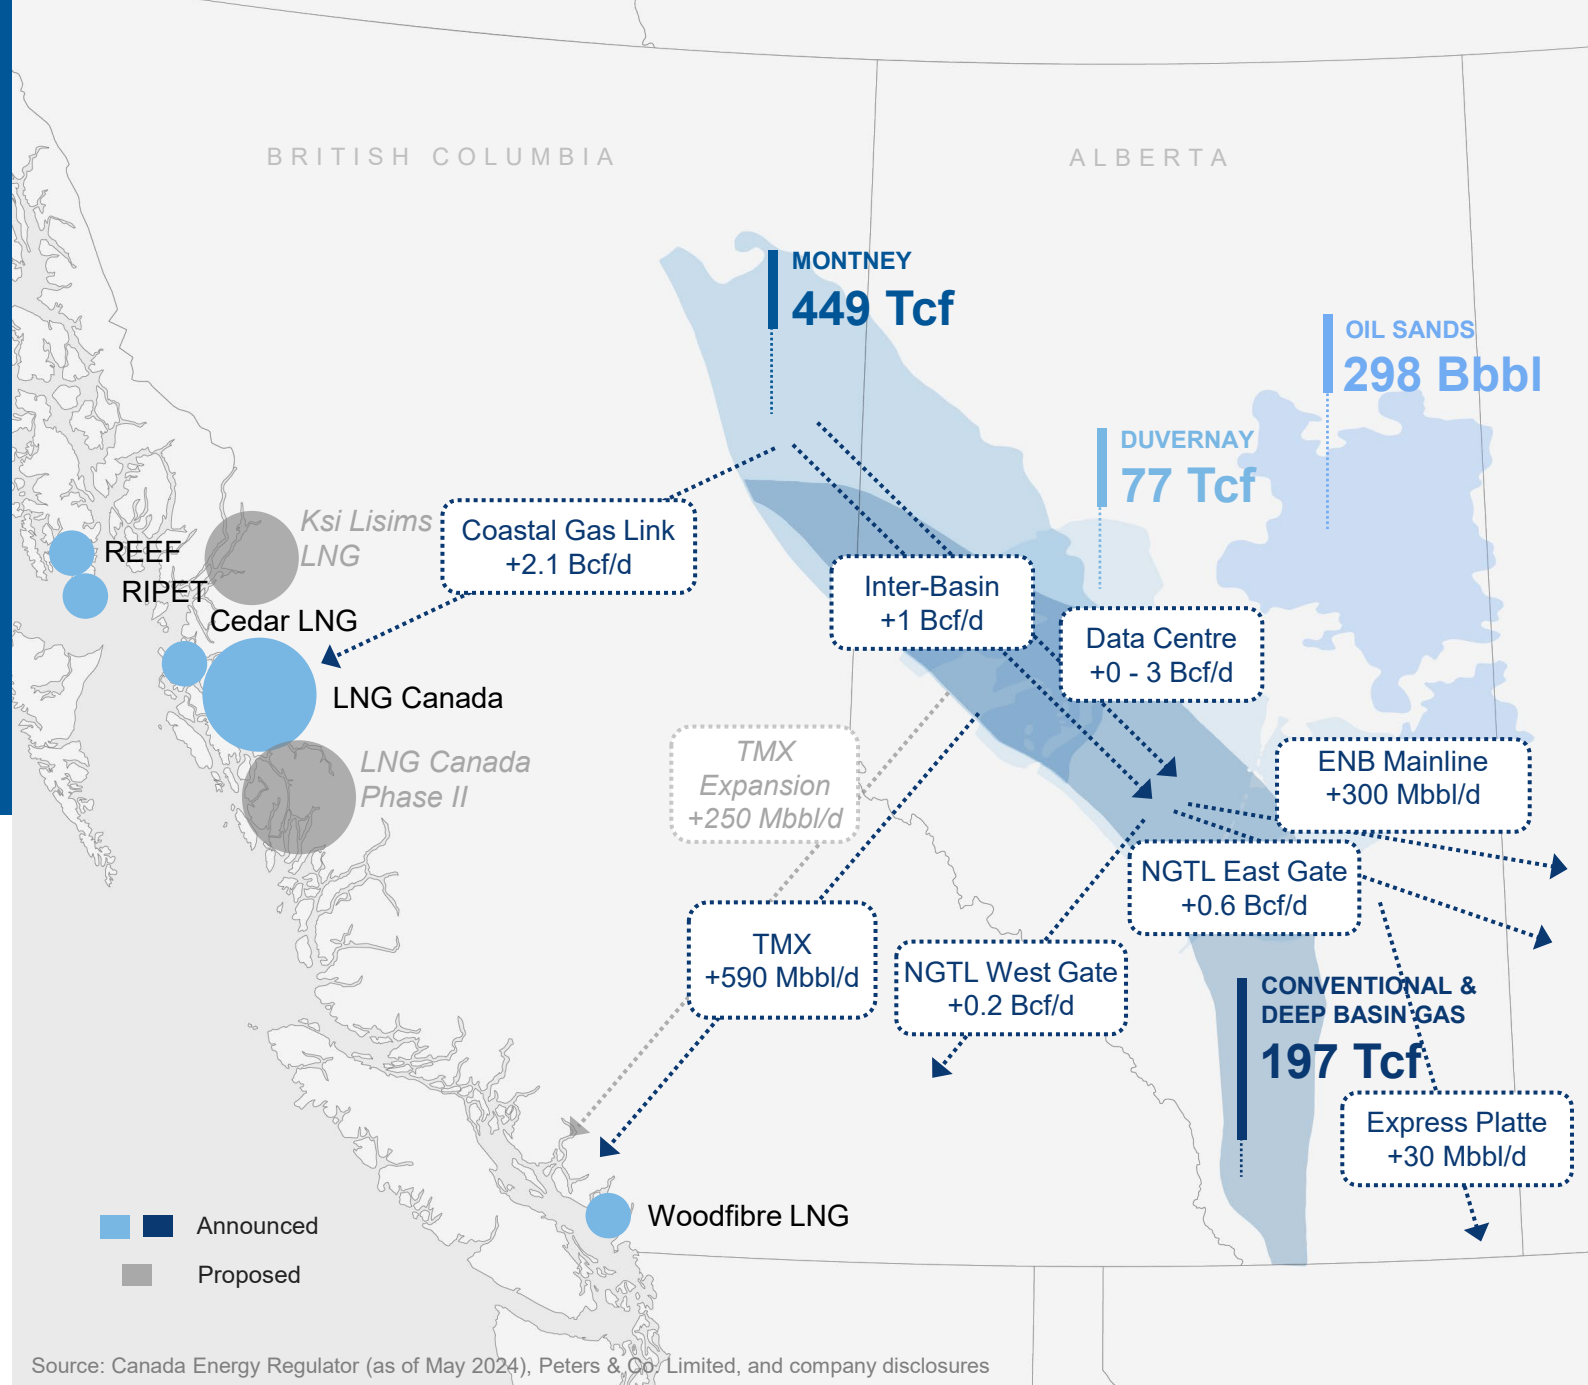 BRITISH COLUMBIA
ALBERTA
MONTNEY
449 Tcf
OIL SANDS
298 Bbbl
DUVERNAY
77 Tcf
Ksi Lisims
LNG
REEF
RIPET
Cedar LNG
LNG Canada
LNG Canada
Phase II
Coastal Gas Link
+2.1 Bcf/d
Inter-Basin
+1 Bcf/d
Data Centre
+0 - 3 Bcf/d
TMX
Expansion
+250 Mbbl/d
ENB Mainline
+300 Mbbl/d
NGTL East Gate
+0.6 Bcf/d
TMX
+590 Mbbl/d
NGTL West Gate
+0.2 Bcf/d
CONVENTIONAL &
DEEP BASIN GAS
197 Tcf
Express Platte
+30 Mbbl/d
Woodfibre LNG
Announced
Proposed
Source: Canada Energy Regulator (as of May 2024), Peters & Co. Limited, and company disclosures